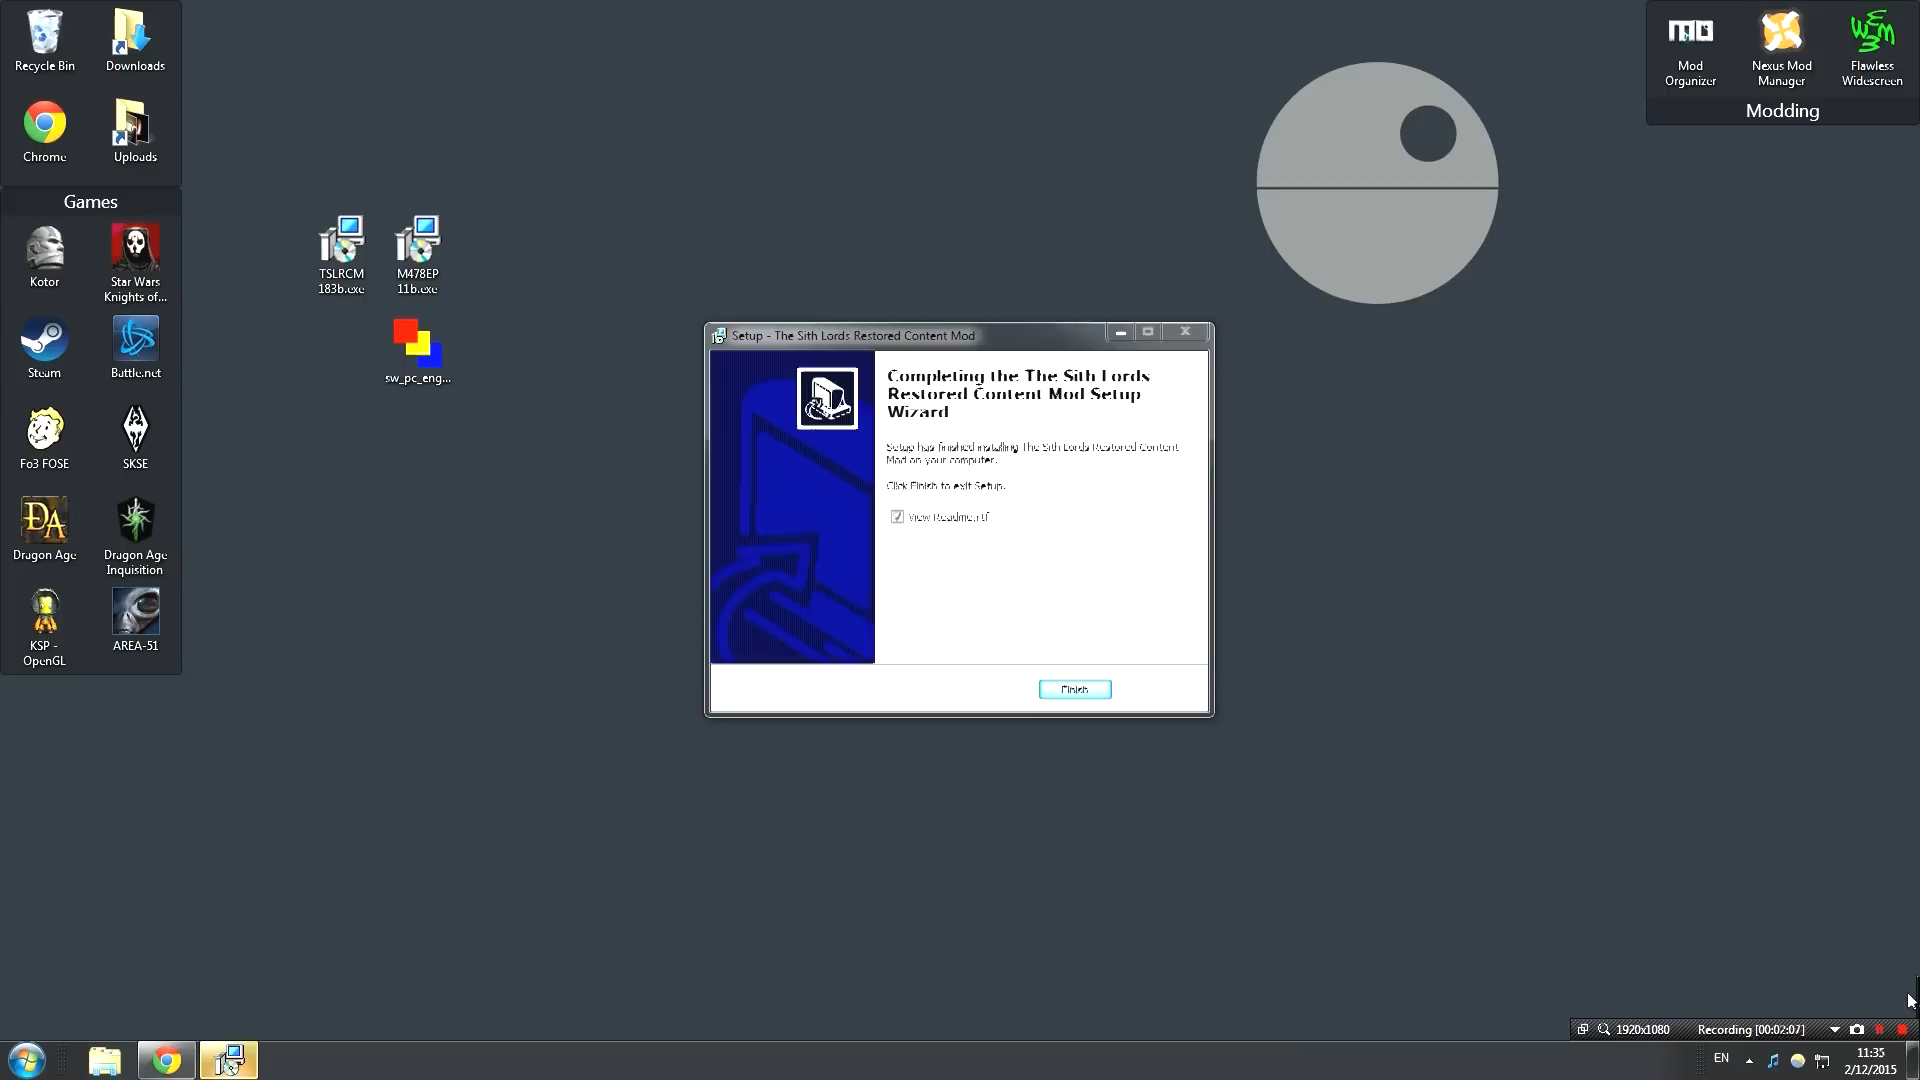 Recycle Bin
Downloads
Chrome
Uploads
Games
Kotor
Star Wars
Knights of...
Steam
Battle.net
Fo3 FOSE
SKSE
Dragon Age
Dragon Age
Inquisition
KSP -
OpenGL
AREA-51
TSLRCM
183b.exe
M478EP
11b.exe
sw_pc_eng...
Mod
Organizer
Nexus Mod
Manager
Flawless
Widescreen
Modding
Setup - The Sith Lords Restored Content Mod
Completing the The Sith Lords
Restored Content Mod Setup
Wizard
Setup has finished installing The Sith Lords Restored Content
Mod on your computer.
Click Finish to exit Setup.
View Readme.rtf
Finish
1920x1080
Recording [00:02:07]
EN
11:35
2/12/2015